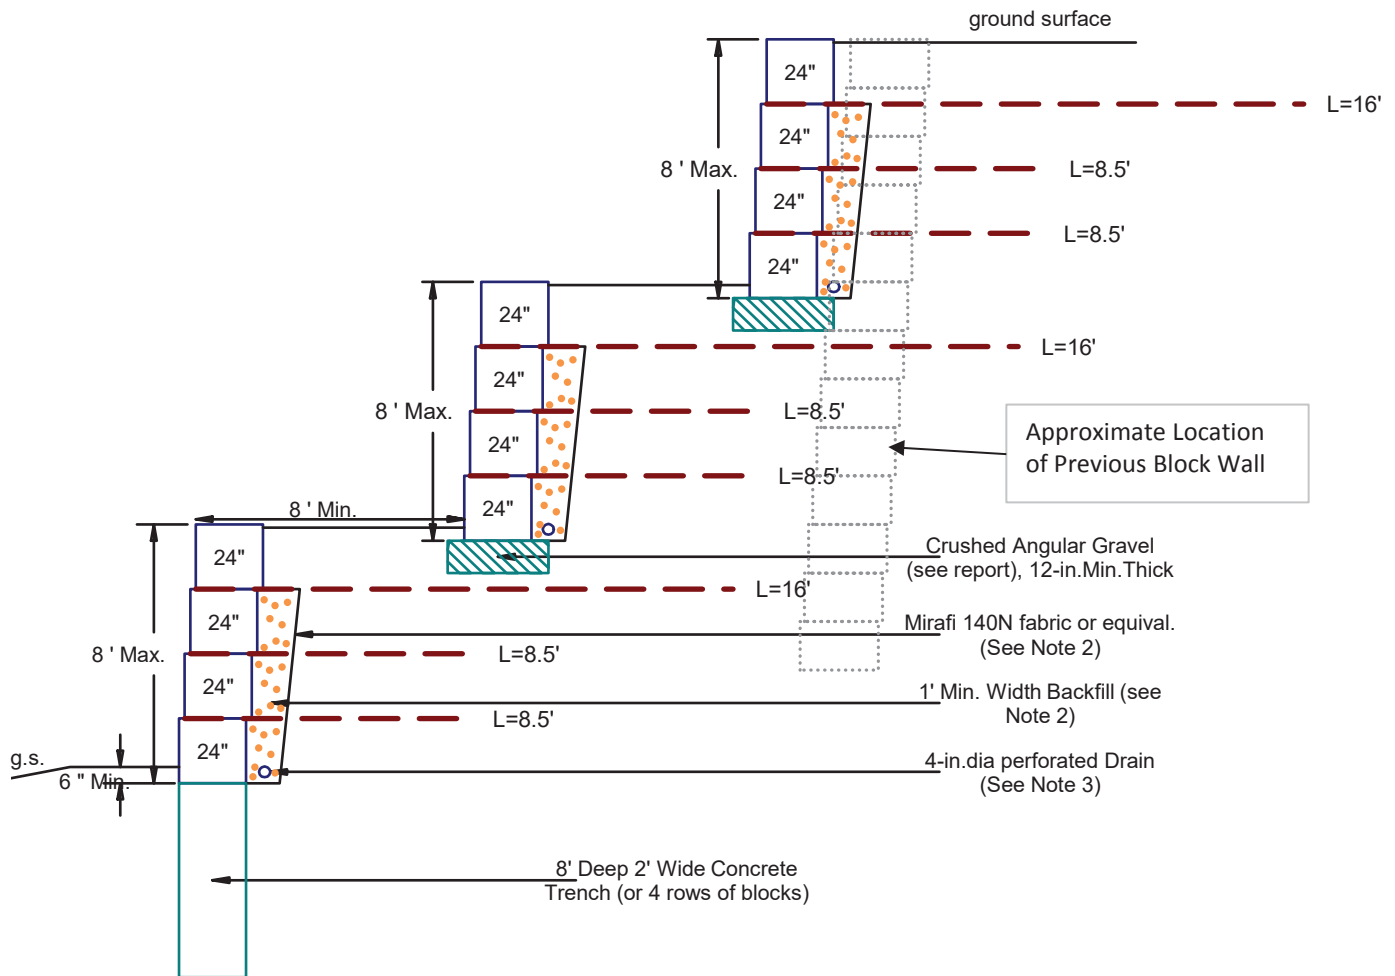 ground surface
24"
L=16'
24"
8 ' Max.
L=8.5'
24"
L=8.5'
24"
24"
L=16'
24"
8 ' Max.
L=8.5'
24"
Approximate Location
of Previous Block Wall
L=8.5'
24"
8 ' Min.
24"
Crushed Angular Gravel
(see report), 12-in.Min.Thick
L=16'
24"
Mirafi 140N fabric or equival.
(See Note 2)
8 ' Max.
L=8.5'
24"
1' Min. Width Backfill (see
Note 2)
L=8.5'
24"
g.s.
6 " Min.
4-in.dia perforated Drain
(See Note 3)
8' Deep 2' Wide Concrete
Trench (or 4 rows of blocks)